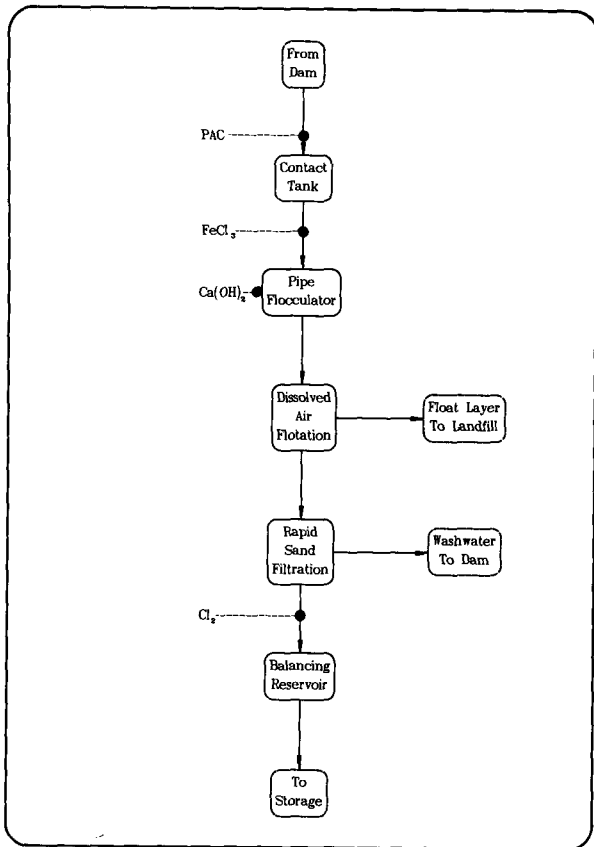 From
Dam
PAC
Contact
Tank
FeCl₃
Pipe
Flocculator
Ca(OH)₂
Dissolved
Air
Flotation
Float Layer
To Landfill
Rapid
Sand
Filtration
Washwater
To Dam
Cl₂
Balancing
Reservoir
To
Storage